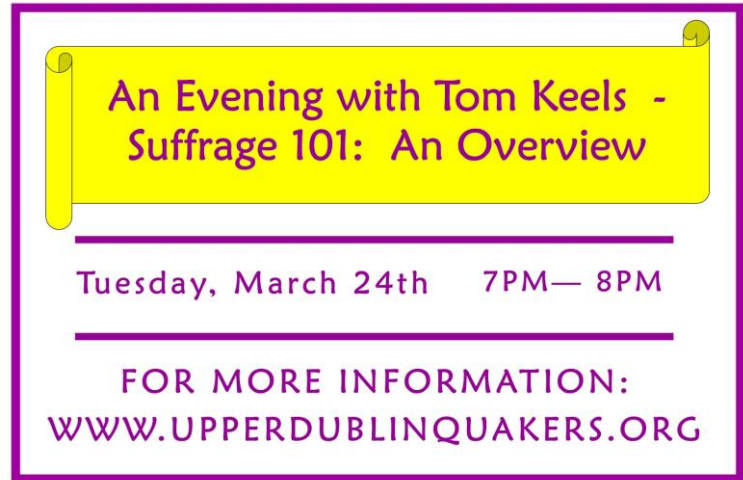 An Evening with Tom Keels -
Suffrage 101: An Overview
Tuesday, March 24th 7PM— 8PM
FOR MORE INFORMATION:
WWW.UPPERDUBLINQUAKERS.ORG